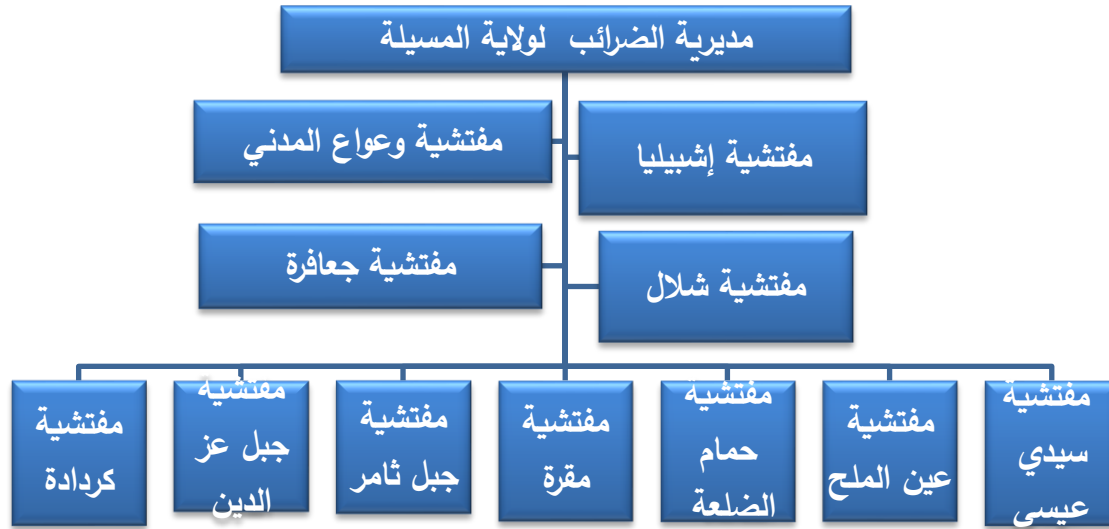 مديرية الضرائب لولاية المسيلة
مفتشية إشبيليا
مفتشية وعواع المدني
مفتشية شلال
مفتشية جعافرة
مفتشية
سيدي
عيسى
مفتشية
عين الملح
مفتشية
حمام
الضلعة
مفتشية
مقرة
مفتشية
جبل ثامر
مفتشية
جبل عز
الدين
مفتشية
كردادة